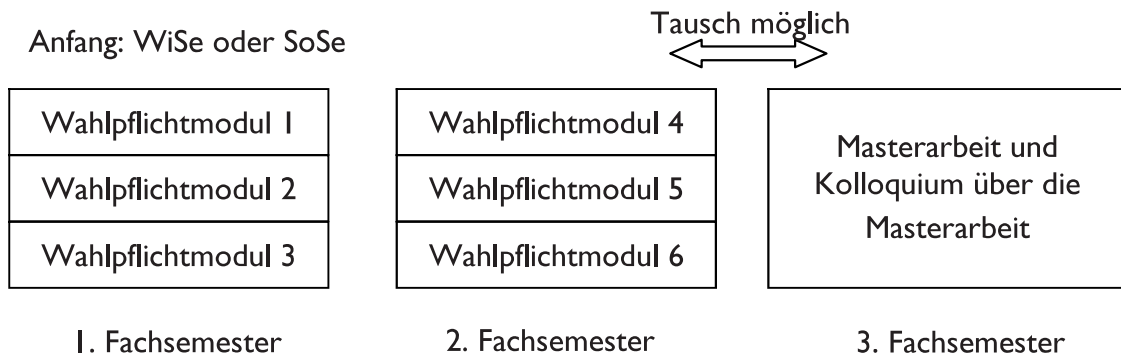 Anfang: WiSe oder SoSe
Tausch möglich
Wahlpflichtmodul 1
Wahlpflichtmodul 2
Wahlpflichtmodul 3
Wahlpflichtmodul 4
Wahlpflichtmodul 5
Wahlpflichtmodul 6
Masterarbeit und
Kolloquium über die
Masterarbeit
1. Fachsemester
2. Fachsemester
3. Fachsemester